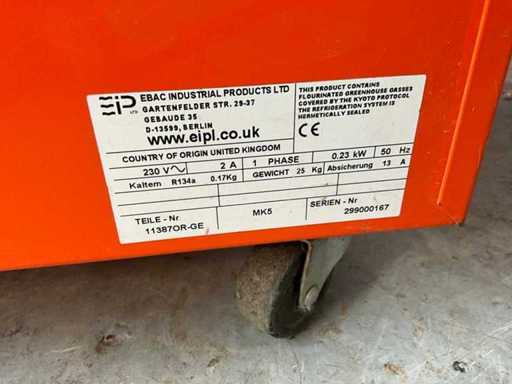 EIP LTD
EBAC INDUSTRIAL PRODUCTS LTD
GARTENFELDER STR. 29-37
GEBAUDE 35
D-13599, BERLIN
www.eipl.co.uk
THIS PRODUCT CONTAINS
FLOURINATED GREENHOUSE GASSES
COVERED BY THE KYOTO PROTOCOL
THE REFRIGERATION SYSTEM IS
HERMETICALLY SEALED
CE
COUNTRY OF ORIGIN UNITED KINGDOM
230 V 2 A 1 PHASE 0.23 kW 50 Hz
Kaltem R134a 0.17Kg GEWICHT 25 Kg Absicherung 13 A
TEILE - Nr
11387OR-GE
MK5
SERIEN - Nr
299000167